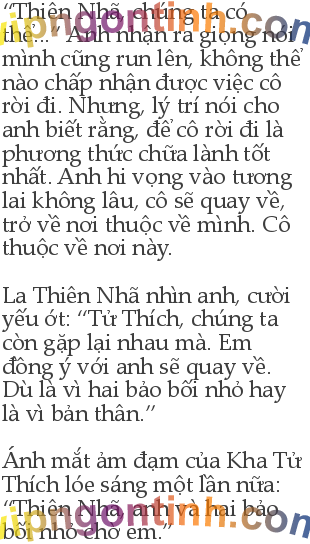 “Thiên Nhã, chúng ta có
thể...” Anh nhận ra giọng nói
mình cũng run lên, không thể
nào chấp nhận được việc cô
rời đi. Nhưng, lý trí nói cho
anh biết rằng, để cô rời đi là
phương thức chữa lành tốt
nhất. Anh hi vọng vào tương
lai không lâu, cô sẽ quay về,
trở về nơi thuộc về mình. Cô
thuộc về nơi này.
La Thiên Nhã nhìn anh, cười
yếu ớt: “Tử Thích, chúng ta
còn gặp lại nhau mà. Em
đồng ý với anh sẽ quay về.
Dù là vì hai bảo bối nhỏ hay
là vì bản thân.”
Ánh mắt ảm đạm của Kha Tử
Thích lóe sáng một lần nữa:
“Thiên Nhã, anh và hai bảo
bối nhỏ chờ em.”
vipngontinh.com
vipngontinh.com